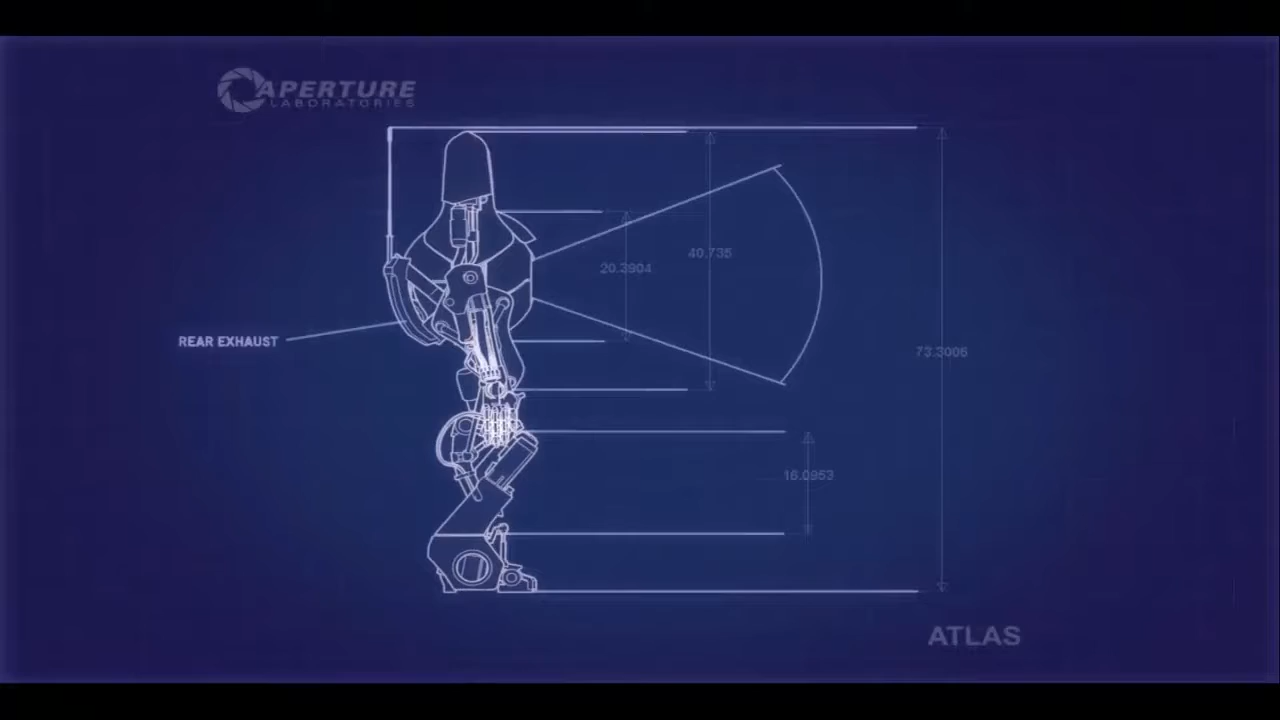 APERTURE
LABORATORIES
40.735
20.3904
REAR EXHAUST
73.3006
16.0953
ATLAS